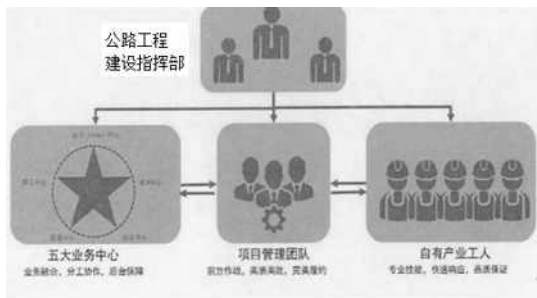 公路工程
建设指挥部
五大业务中心
业务融合、分工协作、后台保障
项目管理团队
前方作战、高质高效、完美履约
自有产业工人
专业技能、快速响应、品质保证